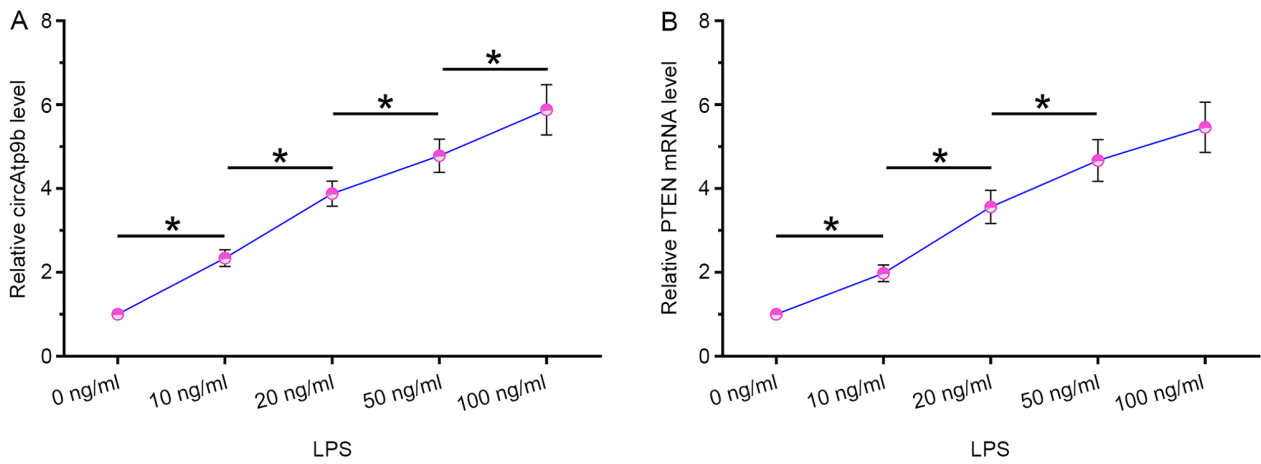 A
Relative circAtp9b level
8
6
4
2
0
*
*
*
*
0 ng/ml
10 ng/ml
20 ng/ml
50 ng/ml
100 ng/ml
LPS
B
Relative PTEN mRNA level
8
6
4
2
0
*
*
*
0 ng/ml
10 ng/ml
20 ng/ml
50 ng/ml
100 ng/ml
LPS